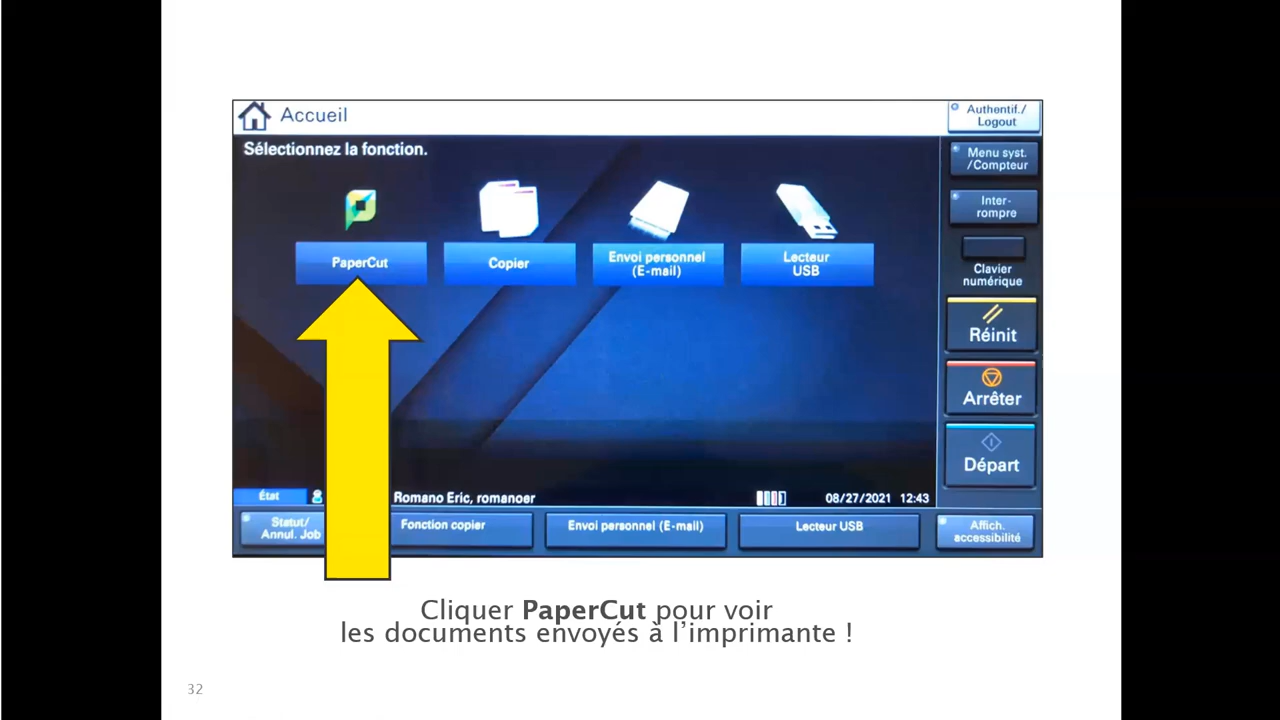 Accueil
Authentif./
Logout
Sélectionnez la fonction.
Menu syst.
/Compteur
Inter-
rompre
PaperCut
Copier
Envoi personnel
(E-mail)
Lecteur
USB
Clavier
numérique
Réinit
Arrêter
Départ
État
Romano Eric, romanoer
08/27/2021 12:43
Statut/
Annul. Job
Fonction copier
Envoi personnel (E-mail)
Lecteur USB
Affich.
accessibilité
Cliquer PaperCut pour voir
les documents envoyés à l’imprimante !
32